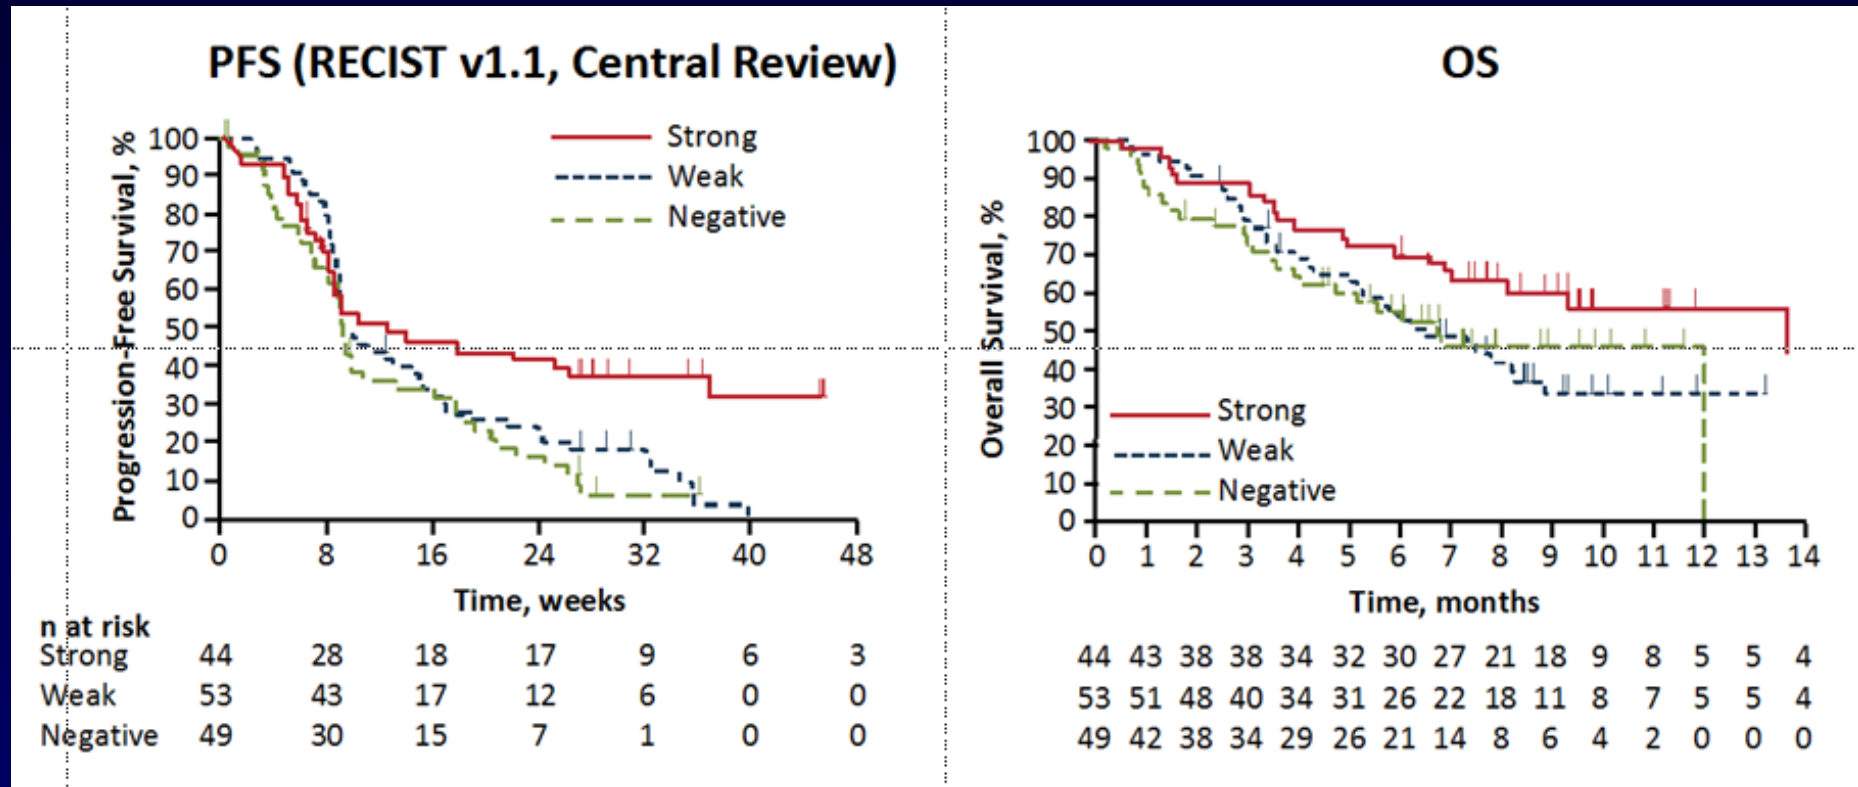 PFS (RECIST v1.1, Central Review)
Progression-Free Survival, %
100
90
80
70
60
50
40
30
20
10
0
Strong
Weak
Negative
0 8 16 24 32 40 48
Time, weeks
n at risk
Strong 44 28 18 17 9 6 3
Weak 53 43 17 12 6 0 0
Negative 49 30 15 7 1 0 0
OS
Overall Survival, %
100
90
80
70
60
50
40
30
20
10
0
Strong
Weak
Negative
0 1 2 3 4 5 6 7 8 9 10 11 12 13 14
Time, months
44 43 38 38 34 32 30 27 21 18 9 8 5 5 4
53 51 48 40 34 31 26 22 18 11 8 7 5 5 4
49 42 38 34 29 26 21 14 8 6 4 2 0 0 0